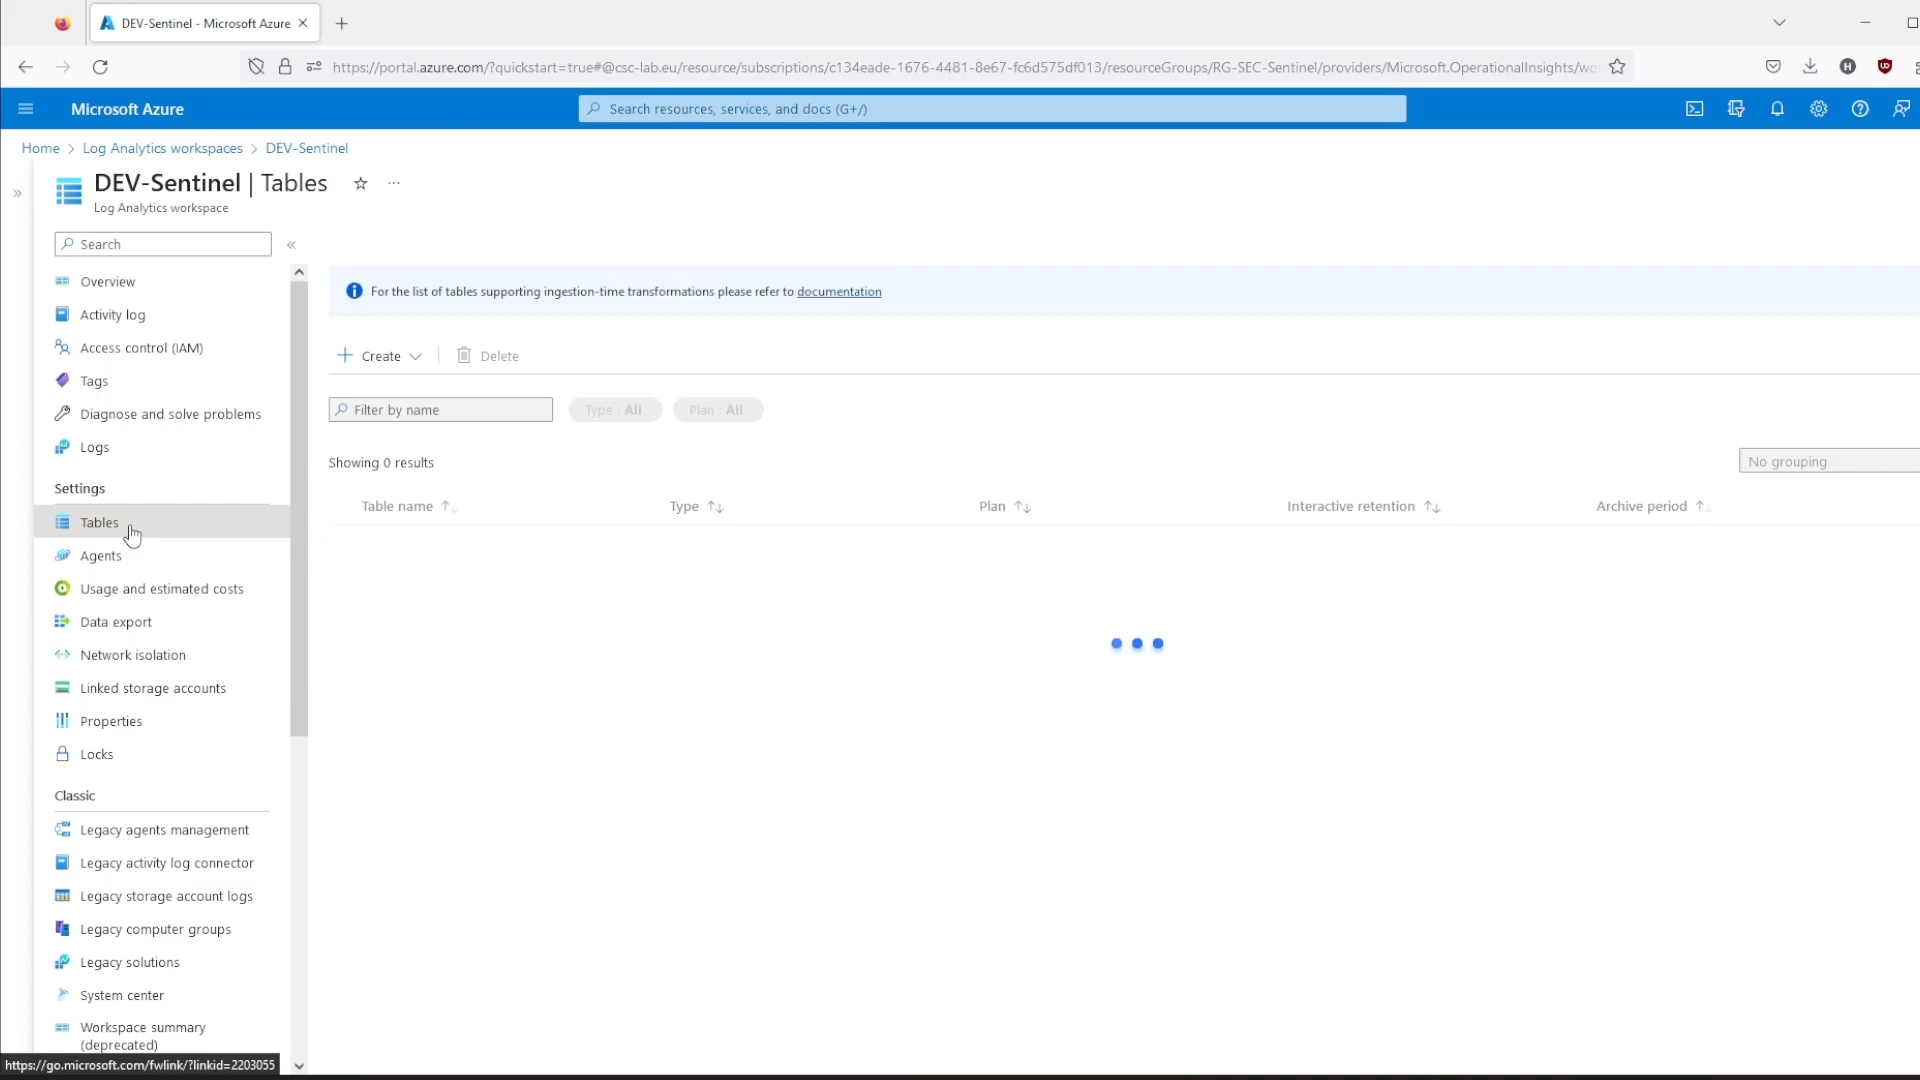 DEV-Sentinel - Microsoft Azure
https://portal.azure.com/?quickstart=true#@csc-lab.eu/resource/subscriptions/c134eade-1676-4481-8e67-fc6d575df013/resourceGroups/RG-SEC-Sentinel/providers/Microsoft.OperationalInsights/wo
Microsoft Azure
Search resources, services, and docs (G+/)
Home > Log Analytics workspaces > DEV-Sentinel
DEV-Sentinel | Tables
Log Analytics workspace
Search
For the list of tables supporting ingestion-time transformations please refer to documentation
Create
Delete
Filter by name
Type : All
Plan : All
Showing 0 results
No grouping
Table name
Type
Plan
Interactive retention
Archive period
Overview
Activity log
Access control (IAM)
Tags
Diagnose and solve problems
Logs
Settings
Tables
Agents
Usage and estimated costs
Data export
Network isolation
Linked storage accounts
Properties
Locks
Classic
Legacy agents management
Legacy activity log connector
Legacy storage account logs
Legacy computer groups
Legacy solutions
System center
Workspace summary
(deprecated)
https://go.microsoft.com/fwlink/?linkid=2203055